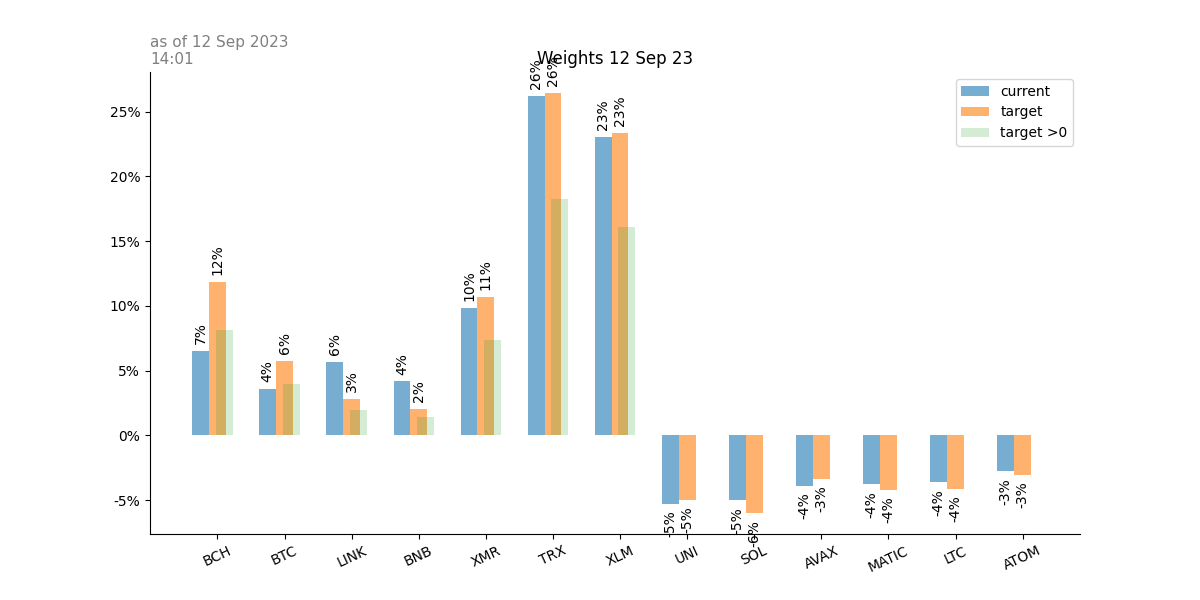 as of 12 Sep 2023
14:01
Weights 12 Sep 23
current
target
target >0
25%
20%
15%
10%
5%
0%
-5%
7%
12%
4%
6%
6%
3%
4%
2%
10%
11%
26%
26%
23%
23%
-5%
-5%
-5%
-6%
-4%
-3%
-4%
-4%
-4%
-4%
-3%
-3%
BCH
BTC
LINK
BNB
XMR
TRX
XLM
UNI
SOL
AVAX
MATIC
LTC
ATOM